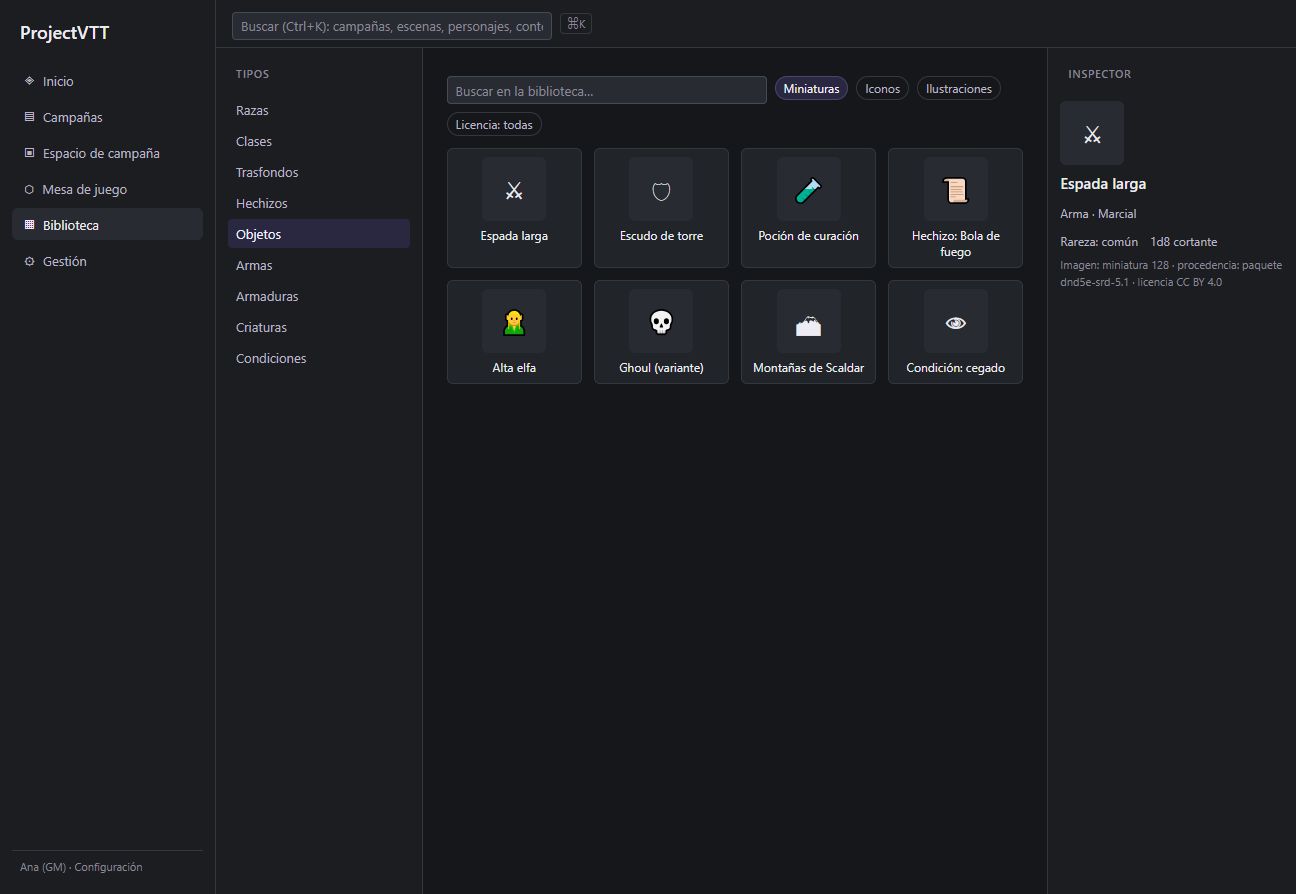 ProjectVTT
Inicio
Campañas
Espacio de campaña
Mesa de juego
Biblioteca
Gestión
Ana (GM) · Configuración
Buscar (Ctrl+K): campañas, escenas, personajes, conte
⌘K
TIPOS
Razas
Clases
Trasfondos
Hechizos
Objetos
Armas
Armaduras
Criaturas
Condiciones
Buscar en la biblioteca...
Miniaturas
Iconos
Ilustraciones
Licencia: todas
Espada larga
Escudo de torre
Poción de curación
Hechizo: Bola de
fuego
Alta elfa
Ghoul (variante)
Montañas de Scaldar
Condición: cegado
INSPECTOR
Espada larga
Arma · Marcial
Rareza: común 1d8 cortante
Imagen: miniatura 128 · procedencia: paquete
dnd5e-srd-5.1 · licencia CC BY 4.0